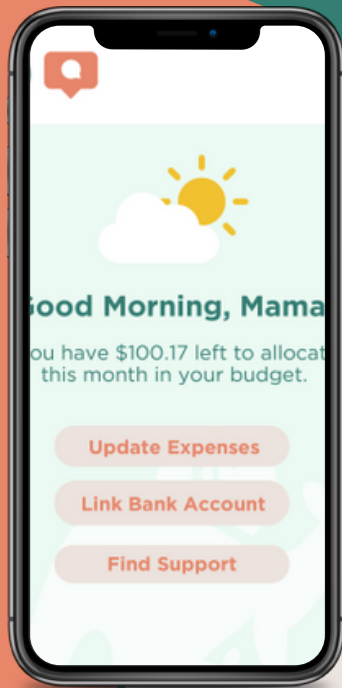 ood Morning, Mama
ou have $100.17 left to allocat
this month in your budget.
Update Expenses
Link Bank Account
Find Support